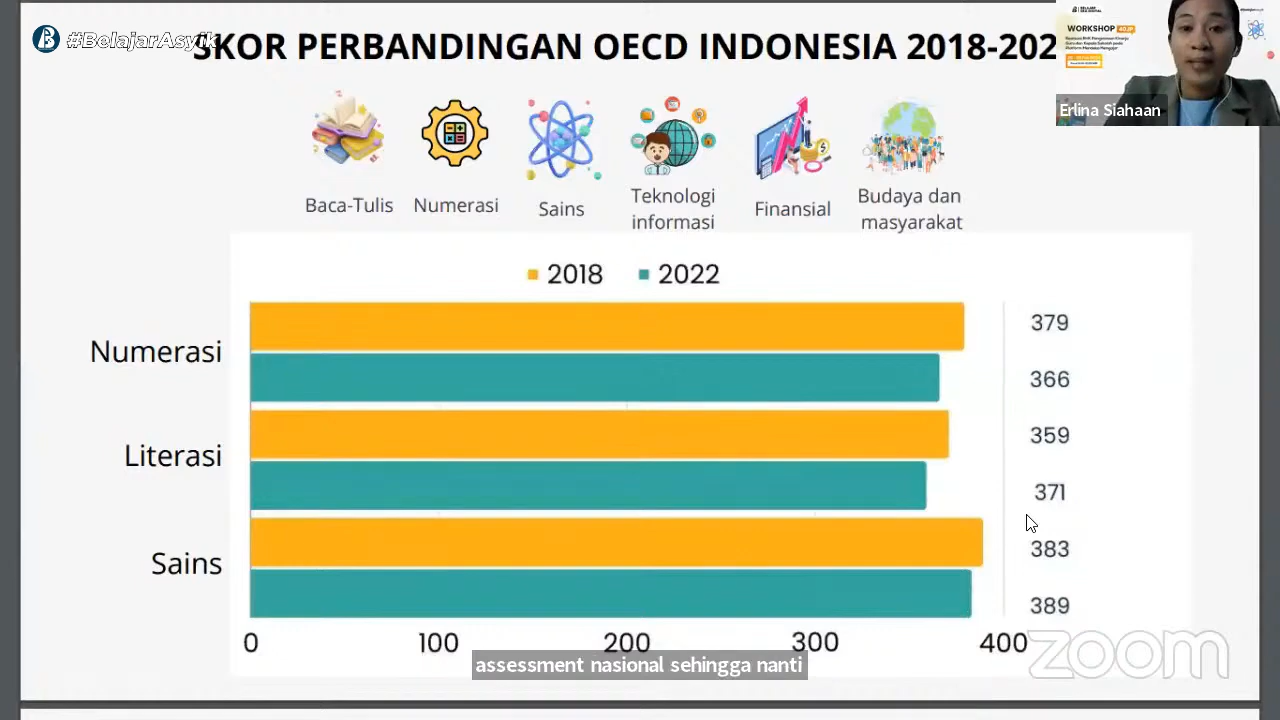 #BelajarAsyik
SKOR PERBANDINGAN OECD INDONESIA 2018-202
WORKSHOP 40JP
Erlina Siahaan
Baca-Tulis
Numerasi
Sains
Teknologi
informasi
Finansial
Budaya dan
masyarakat
2018
2022
Numerasi
379
366
Literasi
359
371
Sains
383
389
0
100
200
300
400
zoom
assessment nasional sehingga nanti